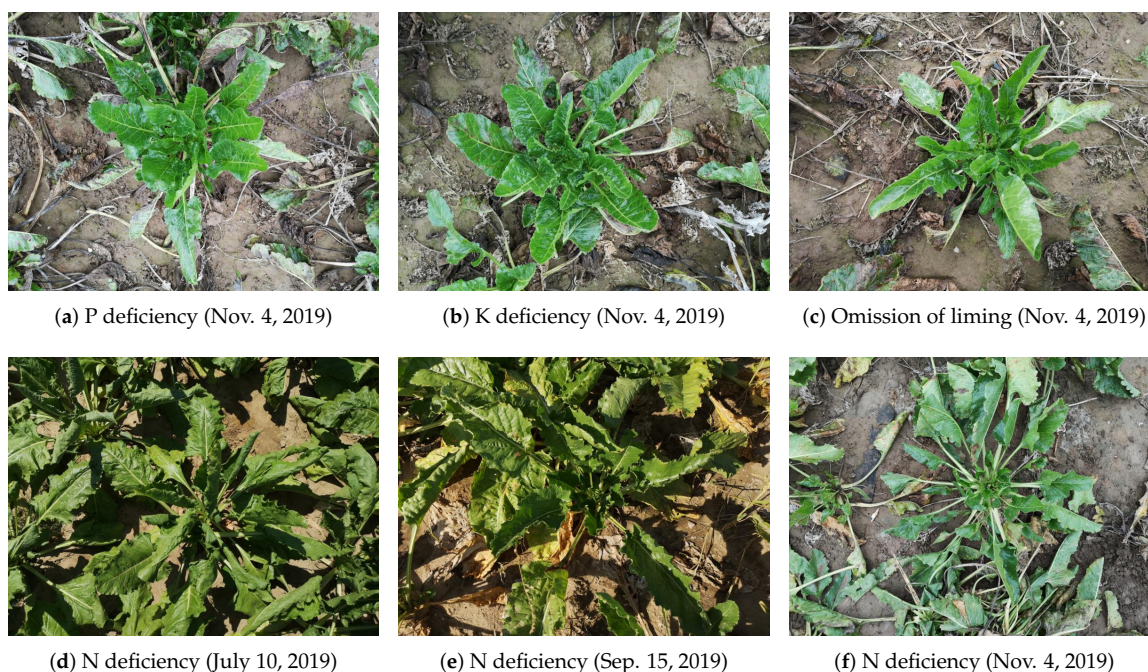 (a) P deficiency (Nov. 4, 2019)
(b) K deficiency (Nov. 4, 2019)
(c) Omission of liming (Nov. 4, 2019)
(d) N deficiency (July 10, 2019)
(e) N deficiency (Sep. 15, 2019)
(f) N deficiency (Nov. 4, 2019)